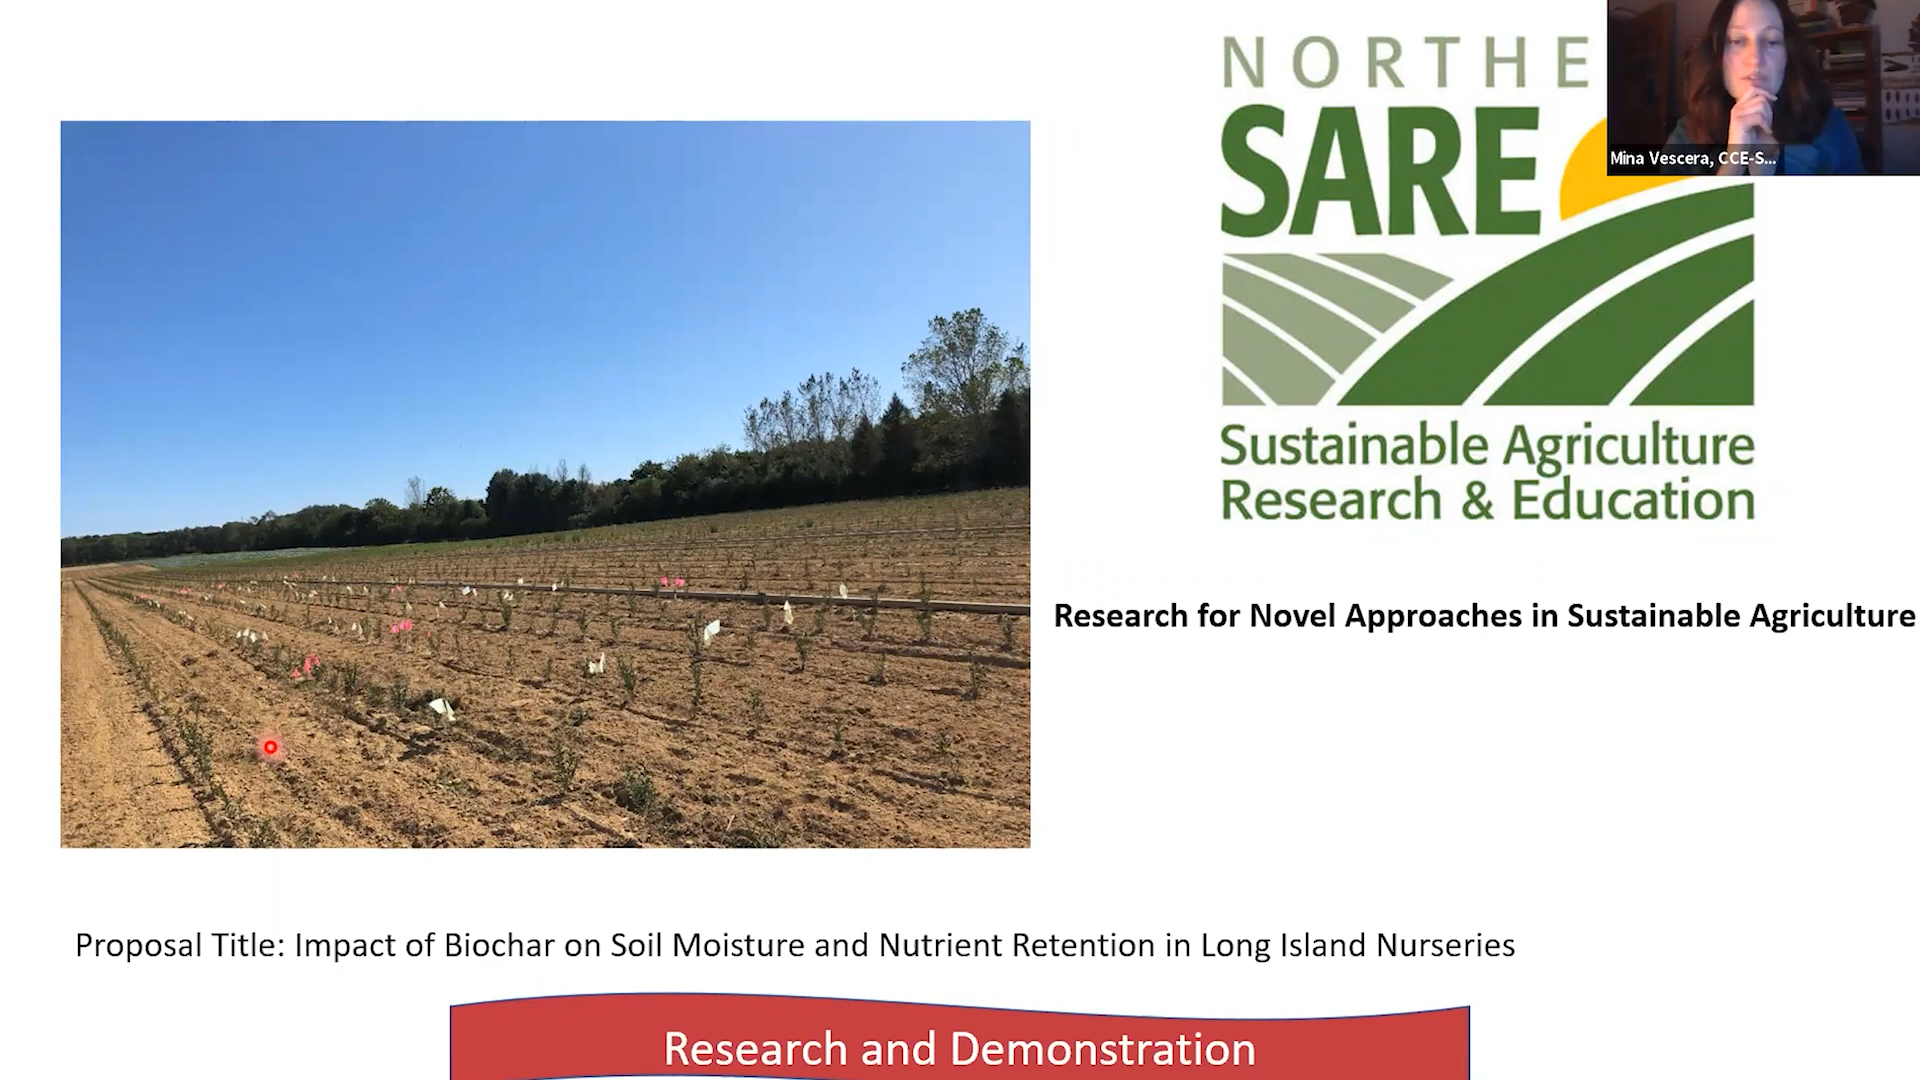 NORTHE
SARE
Mina Vescera, CCE-S...
Sustainable Agriculture
Research & Education
Research for Novel Approaches in Sustainable Agriculture
Proposal Title: Impact of Biochar on Soil Moisture and Nutrient Retention in Long Island Nurseries
Research and Demonstration